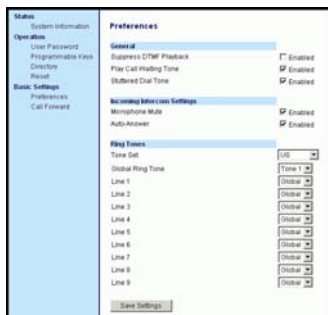 Status
System Information
Operation
User Password
Programmable Keys
Directory
Reset
Basic Settings
Preferences
Call Forward
Preferences
General
Suppress DTMF Playback Enabled
Play Call Waiting Tone Enabled
Stuttered Dial Tone Enabled
Incoming Intercom Settings
Microphone Mute Enabled
Auto-Answer Enabled
Ring Tones
Tone Set US
Global Ring Tone Tone 1
Line 1 Global
Line 2 Global
Line 3 Global
Line 4 Global
Line 5 Global
Line 6 Global
Line 7 Global
Line 8 Global
Line 9 Global
Save Settings